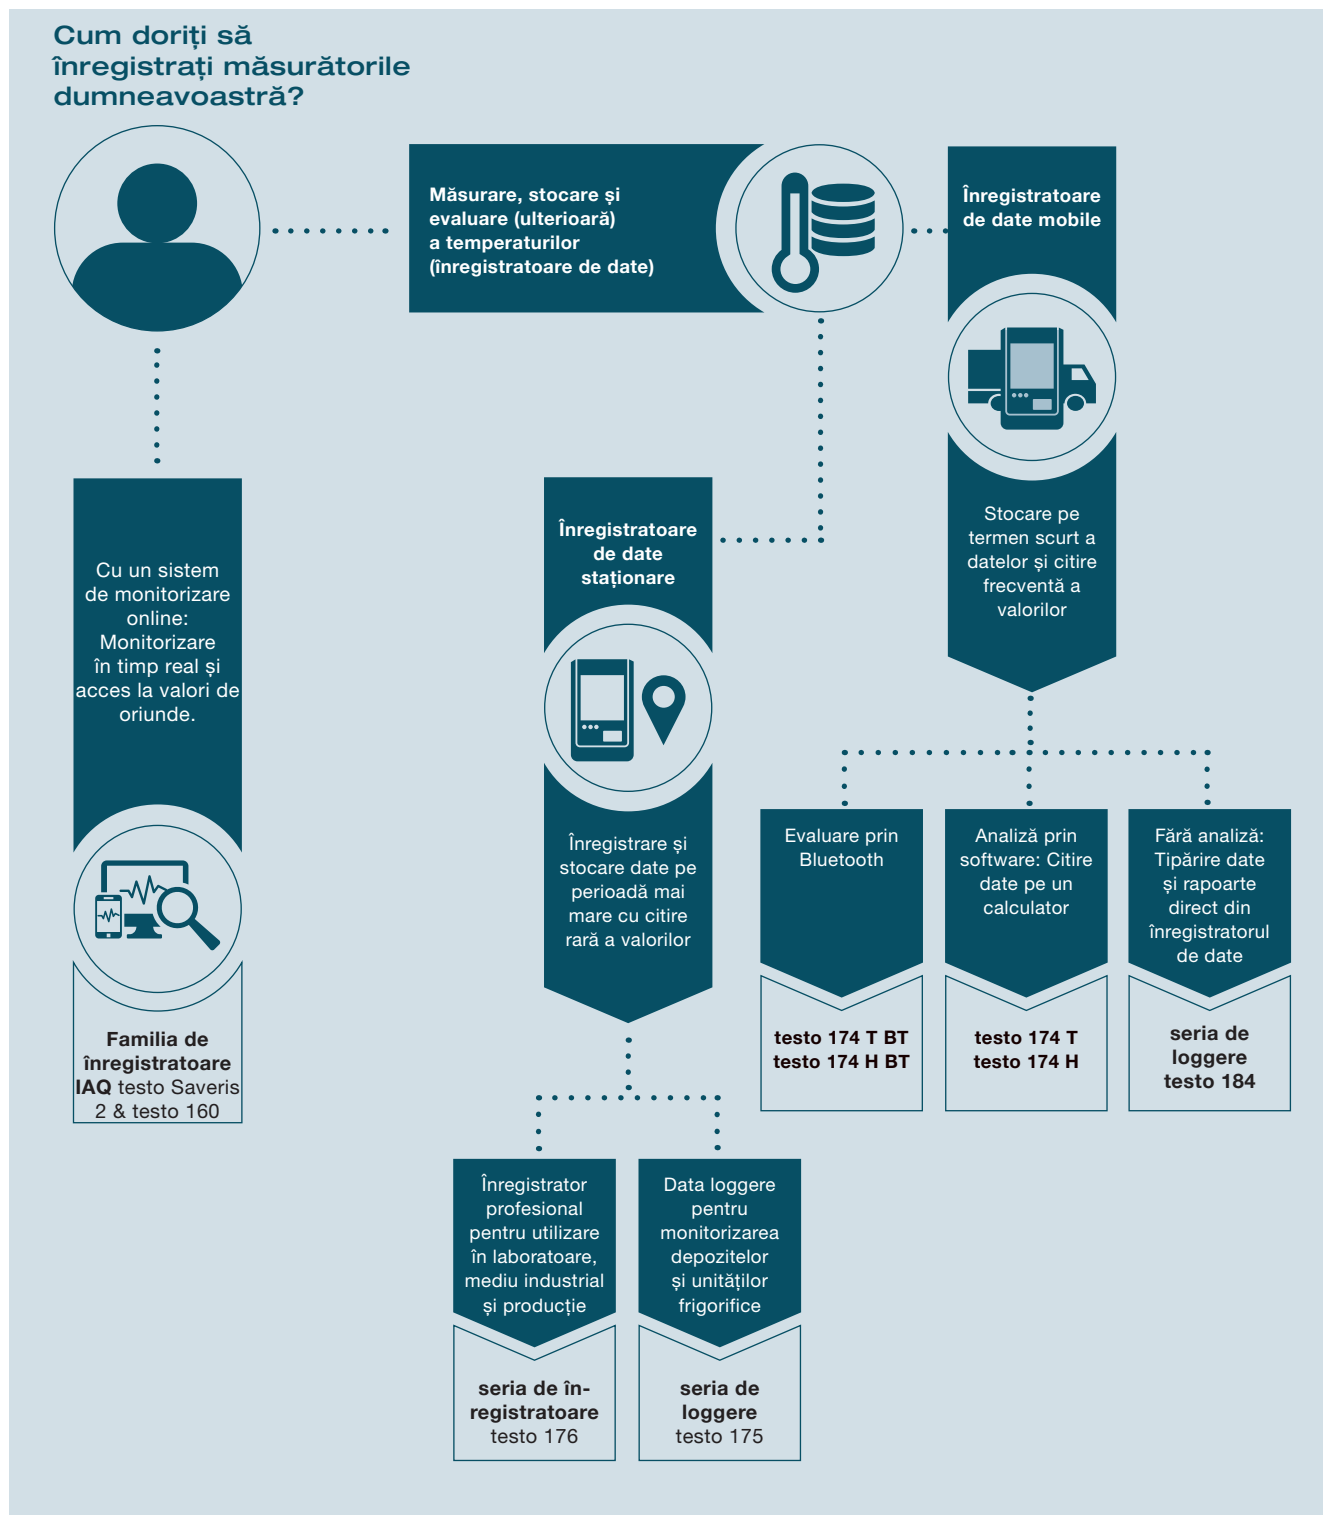 Cum doriți să
înregistrați măsurătorile
dumneavoastră?
Măsurare, stocare și
evaluare (ulterioară)
a temperaturilor
(înregistratoare de date)
Înregistratoare
de date mobile
Stocare pe
termen scurt a
datelor și citire
frecventă a
valorilor
Cu un sistem
de monitorizare
online:
Monitorizare
în timp real și
acces la valori de
oriunde.
Familia de
înregistratoare
IAQ testo Saveris
2 & testo 160
Înregistratoare
de date
staționare
Înregistrare și
stocare date pe
perioadă mai
mare cu citire
rară a valorilor
Evaluare prin
Bluetooth
testo 174 T BT
testo 174 H BT
Analiză prin
software: Citire
date pe un
calculator
testo 174 T
testo 174 H
Fără analiză:
Tipărire date
și rapoarte
direct din
înregistratorul
de date
seria de
loggere
testo 184
Înregistrator
profesional
pentru utilizare
în laboratoare,
mediu industrial
și producție
seria de în-
registratoare
testo 176
Data loggere
pentru
monitorizarea
depozitelor
și unităților
frigorifice
seria de
loggere
testo 175